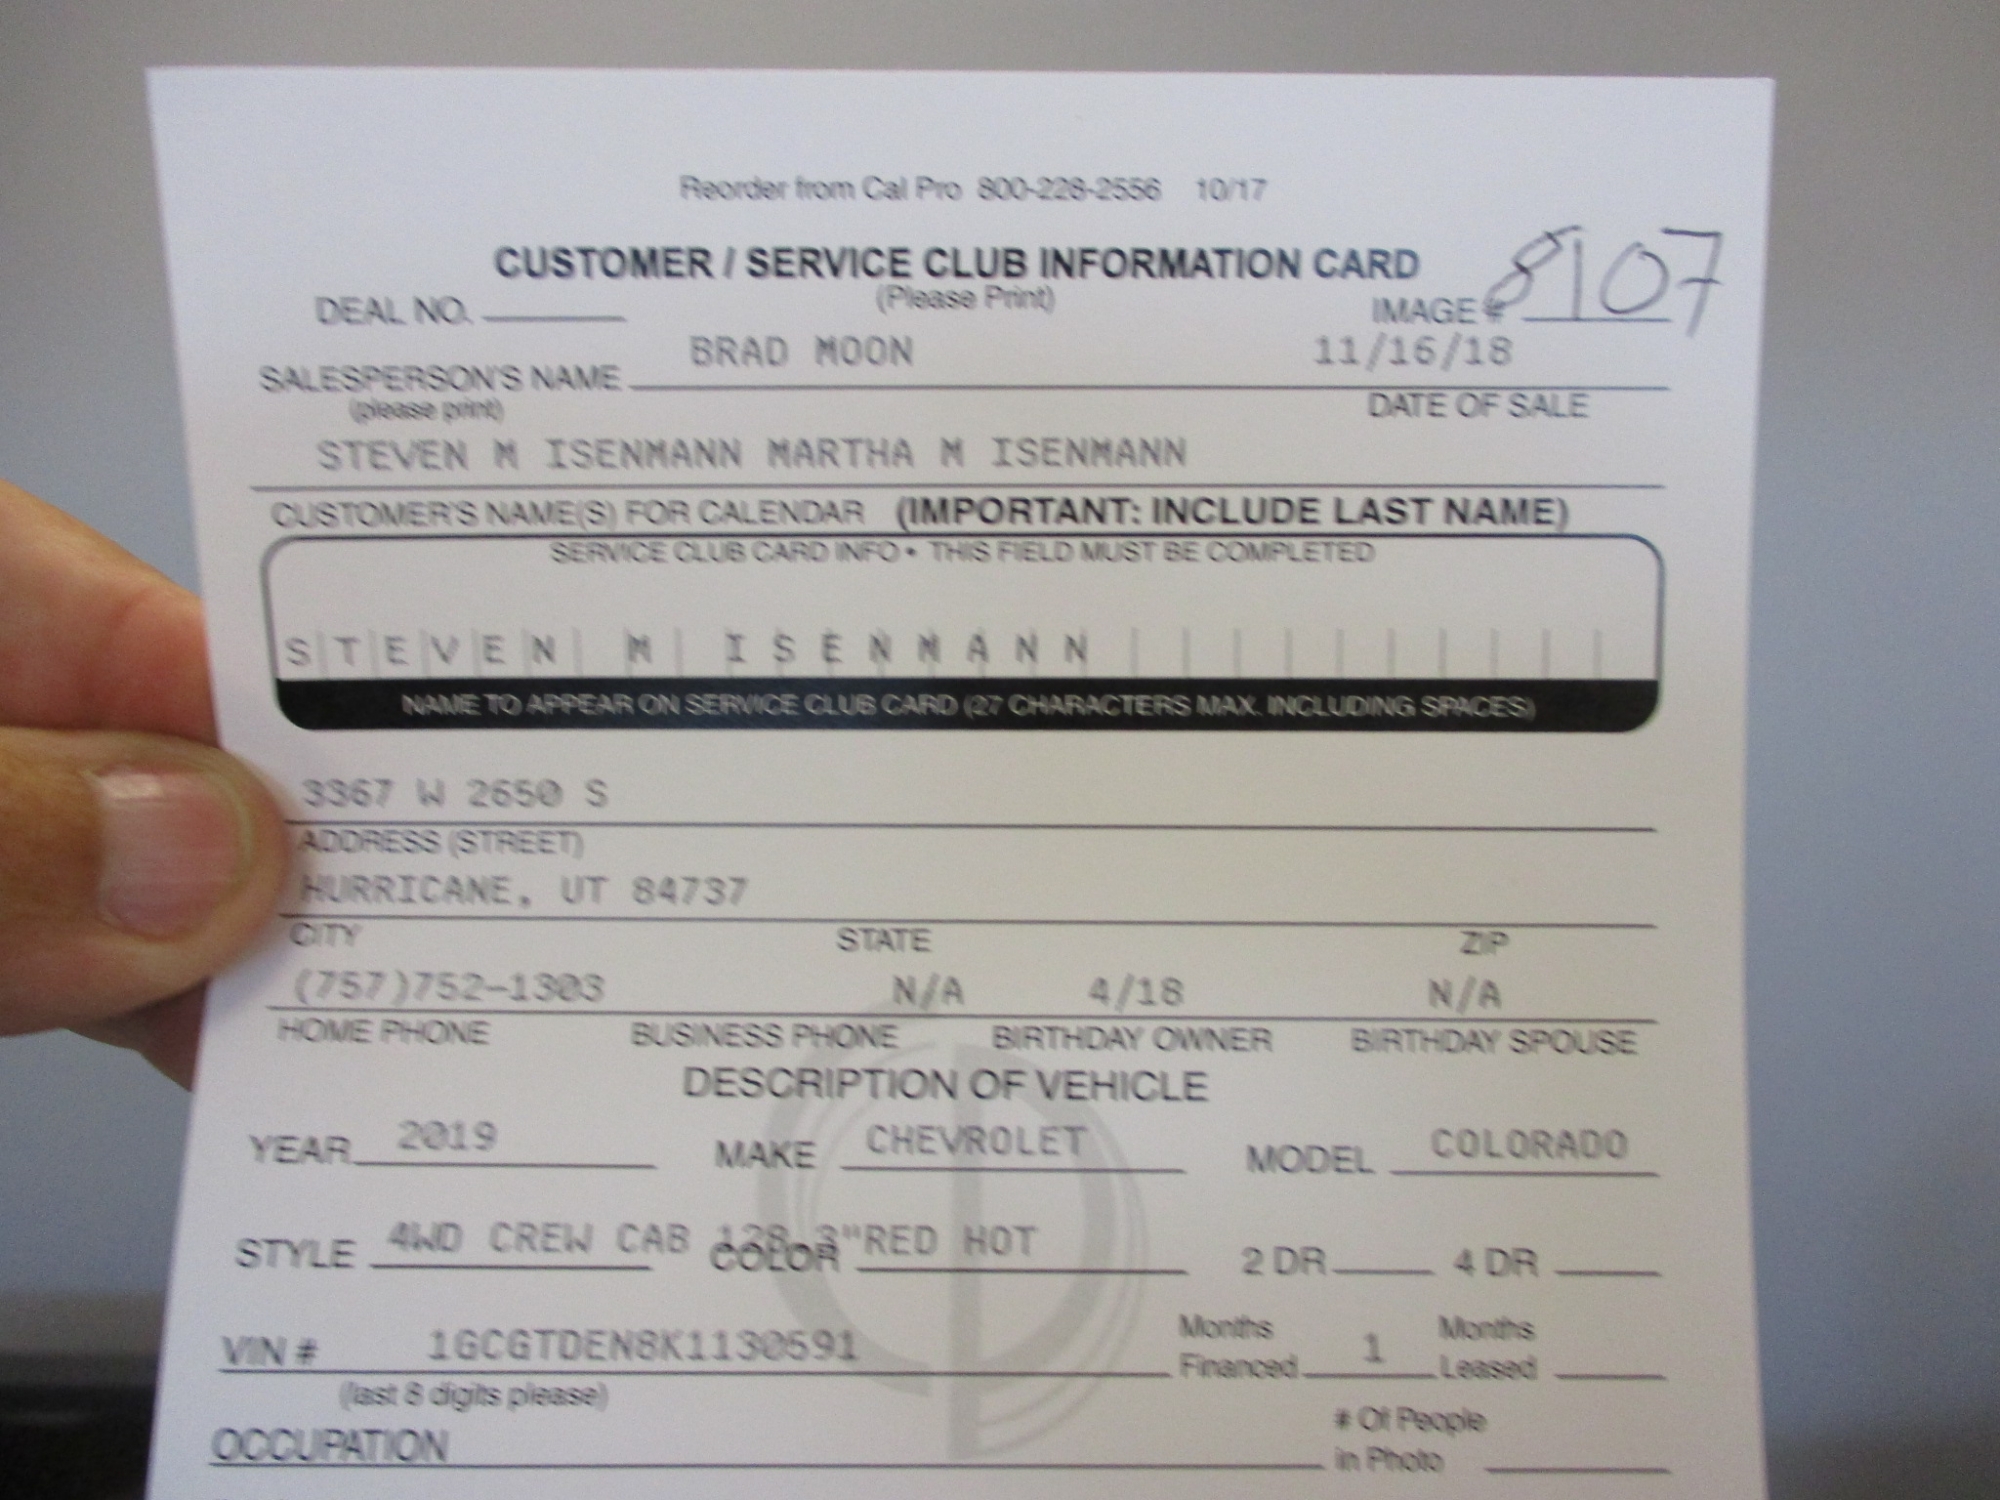 Reorder from Cal Pro 800-228-2556 10/17
CUSTOMER / SERVICE CLUB INFORMATION CARD
(Please Print)
DEAL NO. IMAGE # 8107
SALESPERSON'S NAME BRAD MOON 11/16/18
(please print) DATE OF SALE
STEVEN M ISENMANN MARTHA M ISENMANN
CUSTOMER'S NAME(S) FOR CALENDAR (IMPORTANT: INCLUDE LAST NAME)
SERVICE CLUB CARD INFO • THIS FIELD MUST BE COMPLETED
STEVEN M ISENMANN
NAME TO APPEAR ON SERVICE CLUB CARD (27 CHARACTERS MAX. INCLUDING SPACES)
3367 W 2650 S
ADDRESS (STREET)
HURRICANE, UT 84737
CITY STATE ZIP
(757)752-1303 N/A 4/18 N/A
HOME PHONE BUSINESS PHONE BIRTHDAY OWNER BIRTHDAY SPOUSE
DESCRIPTION OF VEHICLE
YEAR 2019 MAKE CHEVROLET MODEL COLORADO
STYLE 4WD CREW CAB 128.3" COLOR RED HOT 2 DR 4 DR
VIN # 1GCGTDEN8K1130591 Months Financed 1 Months Leased
(last 8 digits please)
OCCUPATION # Of People in Photo